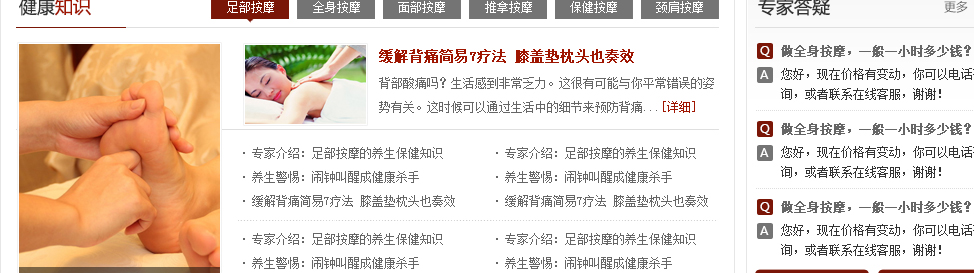 健康知识
足部按摩 全身按摩 面部按摩 推拿按摩 保健按摩 颈肩按摩
缓解背痛简易7疗法 膝盖垫枕头也奏效
背部酸痛吗？生活感到非常乏力。这很有可能与你平常错误的姿
势有关。这时候可以通过生活中的细节来预防背痛...[详细]
· 专家介绍：足部按摩的养生保健知识
· 养生警惕：闹钟叫醒成健康杀手
· 缓解背痛简易7疗法 膝盖垫枕头也奏效
· 专家介绍：足部按摩的养生保健知识
· 养生警惕：闹钟叫醒成健康杀手
· 缓解背痛简易7疗法 膝盖垫枕头也奏效
· 专家介绍：足部按摩的养生保健知识
· 养生警惕：闹钟叫醒成健康杀手
· 专家介绍：足部按摩的养生保健知识
· 养生警惕：闹钟叫醒成健康杀手
专家答疑 更多
Q 做全身按摩，一般一小时多少钱？
A 您好，现在价格有变动，你可以电话
询，或者联系在线客服，谢谢！
Q 做全身按摩，一般一小时多少钱？
A 您好，现在价格有变动，你可以电话
询，或者联系在线客服，谢谢！
Q 做全身按摩，一般一小时多少钱？
A 您好，现在价格有变动，你可以电话
询，或者联系在线客服，谢谢！